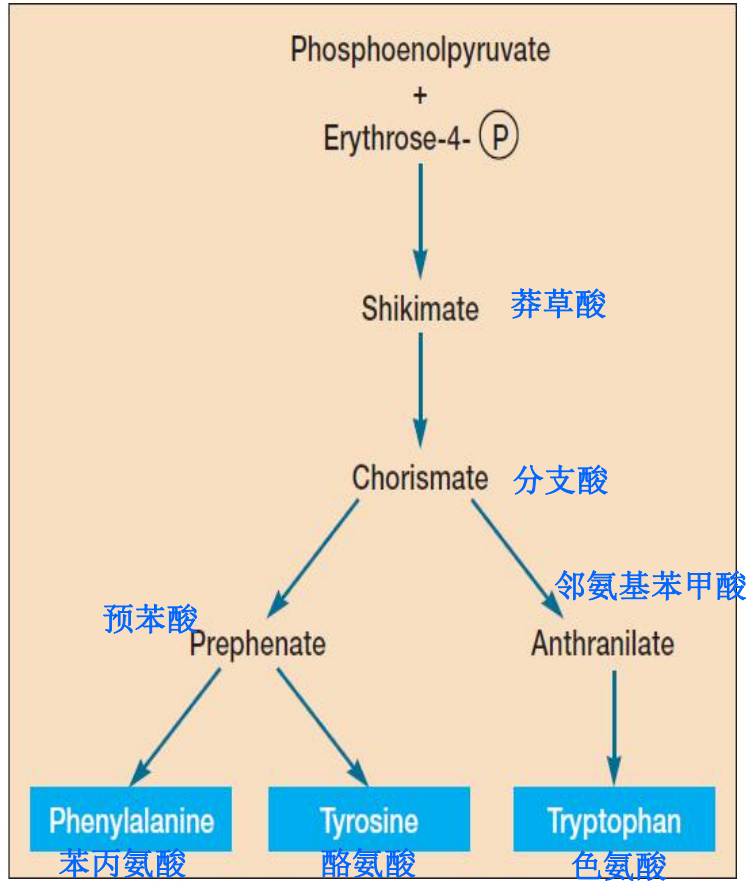 Phosphoenolpyruvate
+
Erythrose-4- P
Shikimate 莽草酸
Chorismate 分支酸
邻氨基苯甲酸
预苯酸
Prephenate Anthranilate
Phenylalanine Tyrosine Tryptophan
苯丙氨酸 酪氨酸 色氨酸